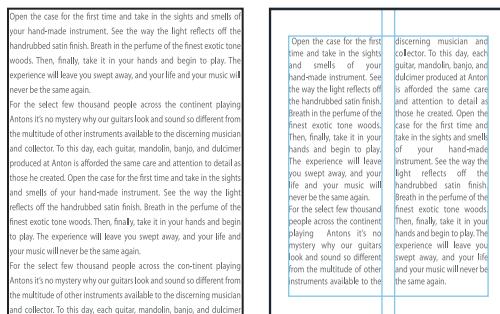 Open the case for the first time and take in the sights and smells of
your hand-made instrument. See the way the light reflects off the
handrubbed satin finish. Breath in the perfume of the finest exotic tone
woods. Then, finally, take it in your hands and begin to play. The
experience will leave you swept away, and your life and your music will
never be the same again.
For the select few thousand people across the continent playing
Antons it's no mystery why our guitars look and sound so different from
the multitude of other instruments available to the discerning musician
and collector. To this day, each guitar, mandolin, banjo, and dulcimer
produced at Anton is afforded the same care and attention to detail as
those he created. Open the case for the first time and take in the sights
and smells of your hand-made instrument. See the way the light
reflects off the handrubbed satin finish. Breath in the perfume of the
finest exotic tone woods. Then, finally, take it in your hands and begin
to play. The experience will leave you swept away, and your life and
your music will never be the same again.
For the select few thousand people across the con-tinent playing
Antons it's no mystery why our guitars look and sound so different from
the multitude of other instruments available to the discerning musician
and collector. To this day, each guitar, mandolin, banjo, and dulcimer
Open the case for the first
time and take in the sights
and smells of your
hand-made instrument. See
the way the light reflects off
the handrubbed satin finish.
Breath in the perfume of the
finest exotic tone woods.
Then, finally, take it in your
hands and begin to play.
The experience will leave
you swept away, and your
life and your music will
never be the same again.
For the select few thousand
people across the continent
playing Antons it's no
mystery why our guitars
look and sound so different
from the multitude of other
instruments available to the
discerning musician and
collector. To this day, each
guitar, mandolin, banjo, and
dulcimer produced at Anton
is afforded the same care
and attention to detail as
those he created. Open the
case for the first time and
take in the sights and smells
of your hand-made
instrument. See the way the
light reflects off the
handrubbed satin finish.
Breath in the perfume of the
finest exotic tone woods.
Then, finally, take it in your
hands and begin to play. The
experience will leave you
swept away, and your life
and your music will never be
the same again.